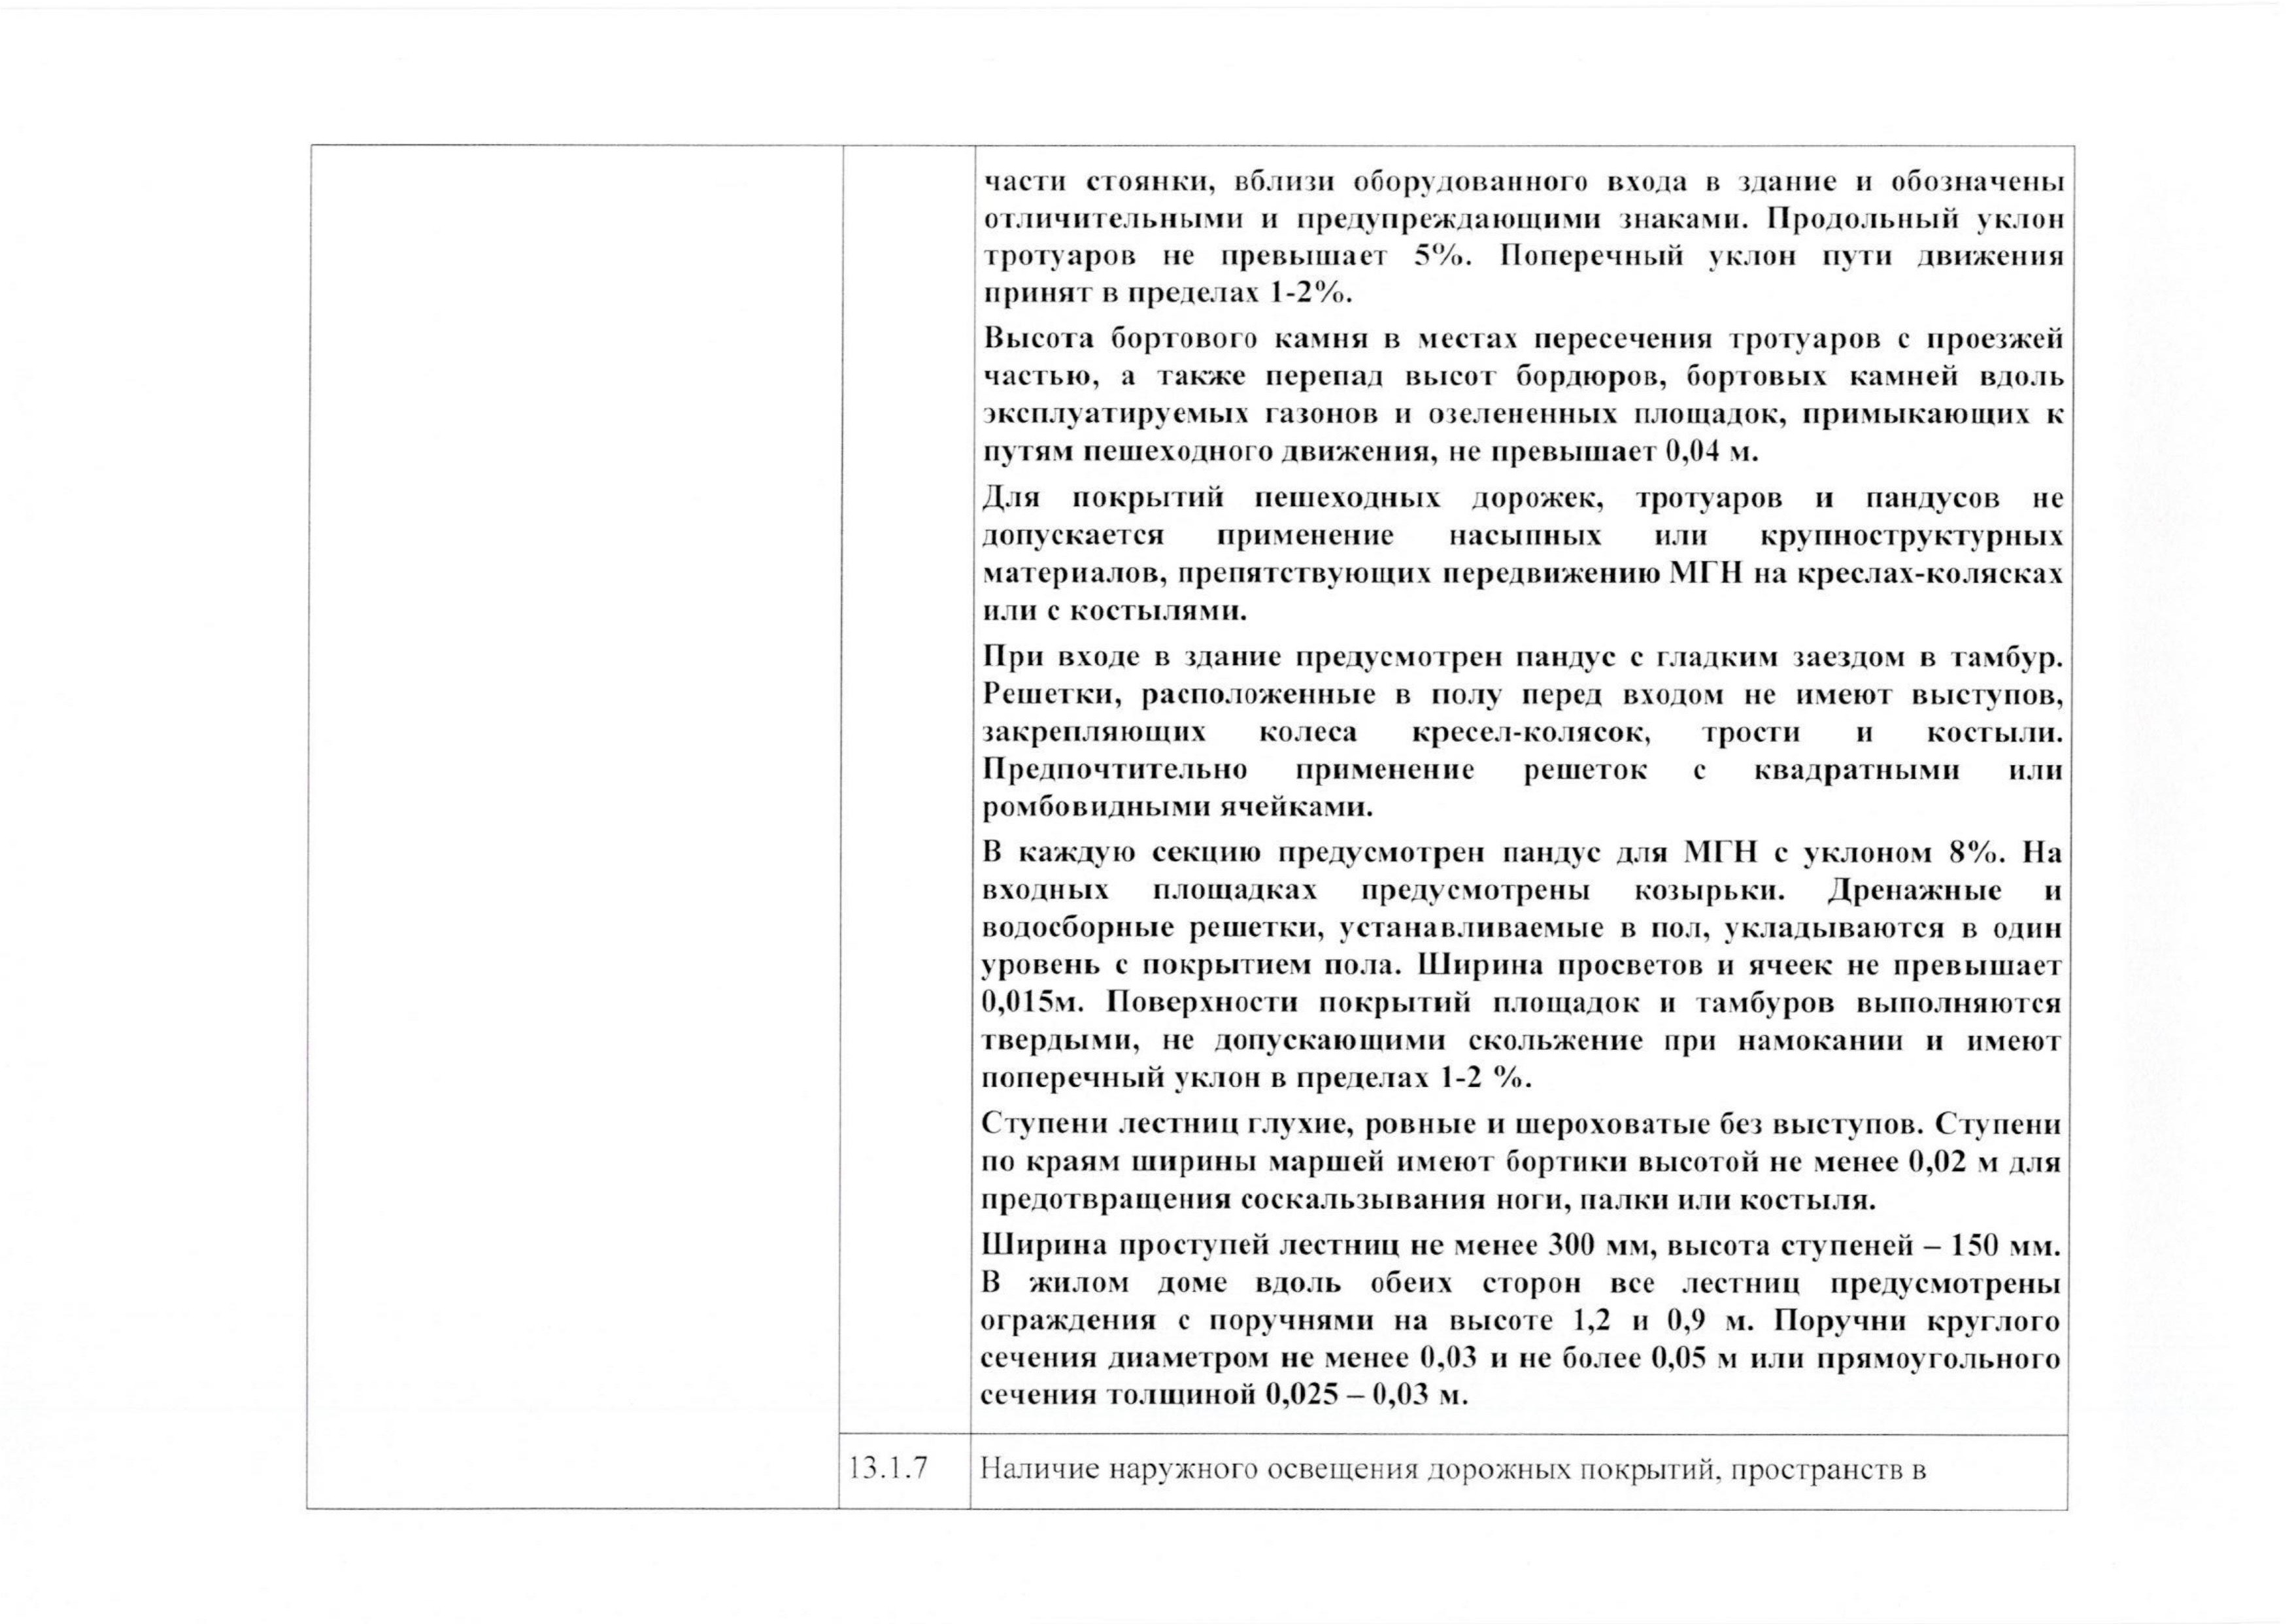 части стоянки, вблизи оборудованного входа в здание и обозначены
отличительными и предупреждающими знаками. Продольный уклон
тротуаров не превышает 5%. Поперечный уклон пути движения
принят в пределах 1-2%.
Высота бортового камня в местах пересечения тротуаров с проезжей
частью, а также перепад высот бордюров, бортовых камней вдоль
эксплуатируемых газонов и озелененных площадок, примыкающих к
путям пешеходного движения, не превышает 0,04 м.
Для покрытий пешеходных дорожек, тротуаров и пандусов не
допускается применение насыпных или крупноструктурных
материалов, препятствующих передвижению МГН на креслах-колясках
или с костылями.
При входе в здание предусмотрен пандус с гладким заездом в тамбур.
Решетки, расположенные в полу перед входом не имеют выступов,
закрепляющих колеса кресел-колясок, трости и костыли.
Предпочтительно применение решеток с квадратными или
ромбовидными ячейками.
В каждую секцию предусмотрен пандус для МГН с уклоном 8%. На
входных площадках предусмотрены козырьки. Дренажные и
водосборные решетки, устанавливаемые в пол, укладываются в один
уровень с покрытием пола. Ширина просветов и ячеек не превышает
0,015м. Поверхности покрытий площадок и тамбуров выполняются
твердыми, не допускающими скольжение при намокании и имеют
поперечный уклон в пределах 1-2 %.
Ступени лестниц глухие, ровные и шероховатые без выступов. Ступени
по краям ширины маршей имеют бортики высотой не менее 0,02 м для
предотвращения соскальзывания ноги, палки или костыля.
Ширина проступей лестниц не менее 300 мм, высота ступеней – 150 мм.
В жилом доме вдоль обеих сторон все лестниц предусмотрены
ограждения с поручнями на высоте 1,2 и 0,9 м. Поручни круглого
сечения диаметром не менее 0,03 и не более 0,05 м или прямоугольного
сечения толщиной 0,025 – 0,03 м.
13.1.7 Наличие наружного освещения дорожных покрытий, пространств в